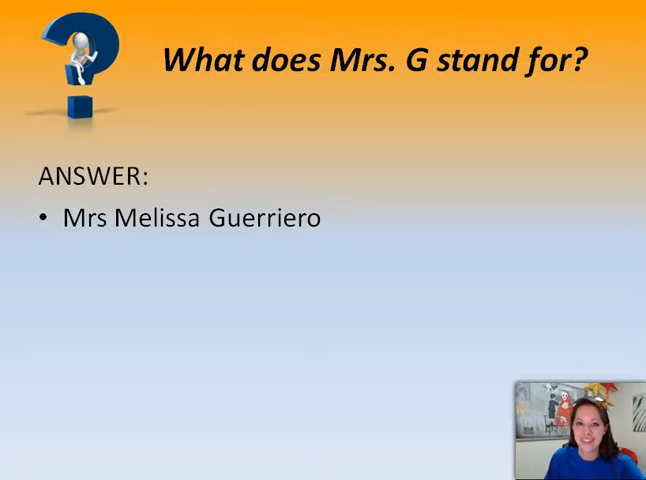 What does Mrs. G stand for?
ANSWER:
• Mrs Melissa Guerriero